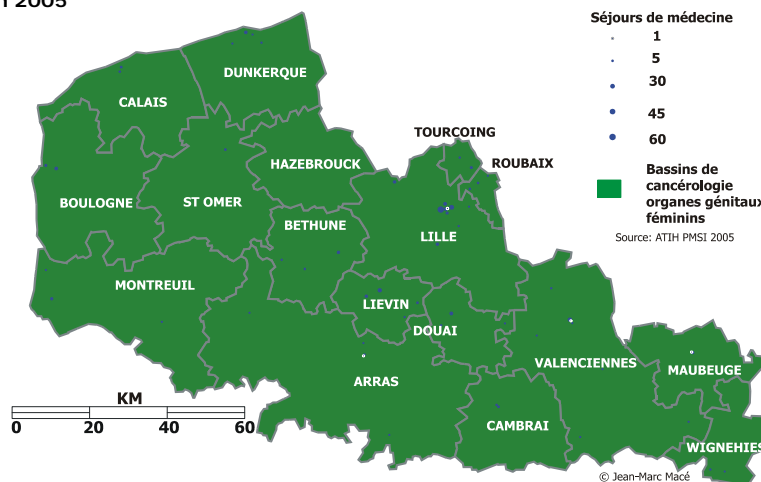 2005
Séjours de médecine
1
5
30
45
60
Bassins de
cancérologie
organes génitaux
féminins
Source: ATIH PMSI 2005
DUNKERQUE
CALAIS
TOURCOING
HAZEBROUCK
ROUBAIX
BOULOGNE
ST OMER
BETHUNE
LILLE
MONTREUIL
LIEVIN
DOUAI
VALENCIENNES
MAUBEUGE
ARRAS
KM
0 20 40 60
CAMBRAI
WIGNEHIES
© Jean-Marc Macé